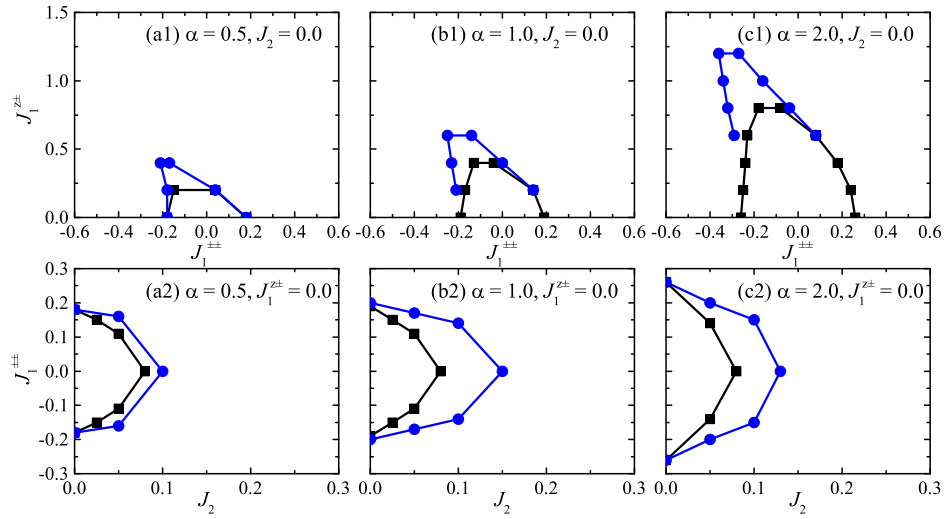 1.5
1.0
0.5
0.0
J₁ᶻ±
(a1) α = 0.5, J₂ = 0.0
(b1) α = 1.0, J₂ = 0.0
(c1) α = 2.0, J₂ = 0.0
-0.6 -0.4 -0.2 0.0 0.2 0.4 0.6
-0.6 -0.4 -0.2 0.0 0.2 0.4 0.6
-0.6 -0.4 -0.2 0.0 0.2 0.4 0.6
J₁±±
J₁±±
J₁±±
0.3
0.2
0.1
0.0
-0.1
-0.2
-0.3
J₁±±
(a2) α = 0.5, J₁ᶻ± = 0.0
(b2) α = 1.0, J₁ᶻ± = 0.0
(c2) α = 2.0, J₁ᶻ± = 0.0
0.0 0.1 0.2 0.3
0.0 0.1 0.2 0.3
0.0 0.1 0.2 0.3
J₂
J₂
J₂